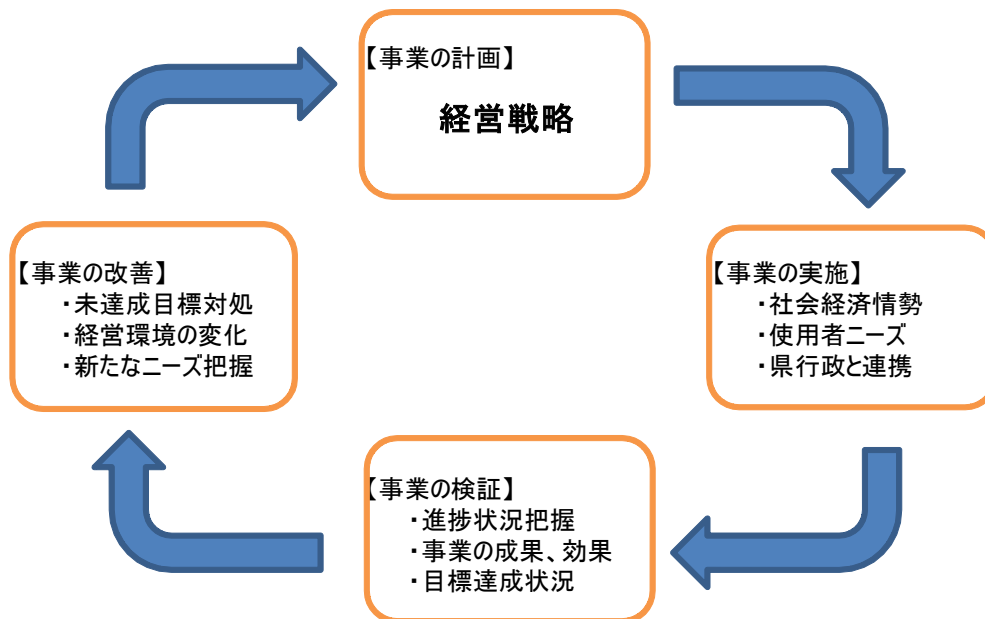 【事業の計画】
経営戦略
【事業の実施】
・社会経済情勢
・使用者ニーズ
・県行政と連携
【事業の検証】
・進捗状況把握
・事業の成果、効果
・目標達成状況
【事業の改善】
・未達成目標対処
・経営環境の変化
・新たなニーズ把握